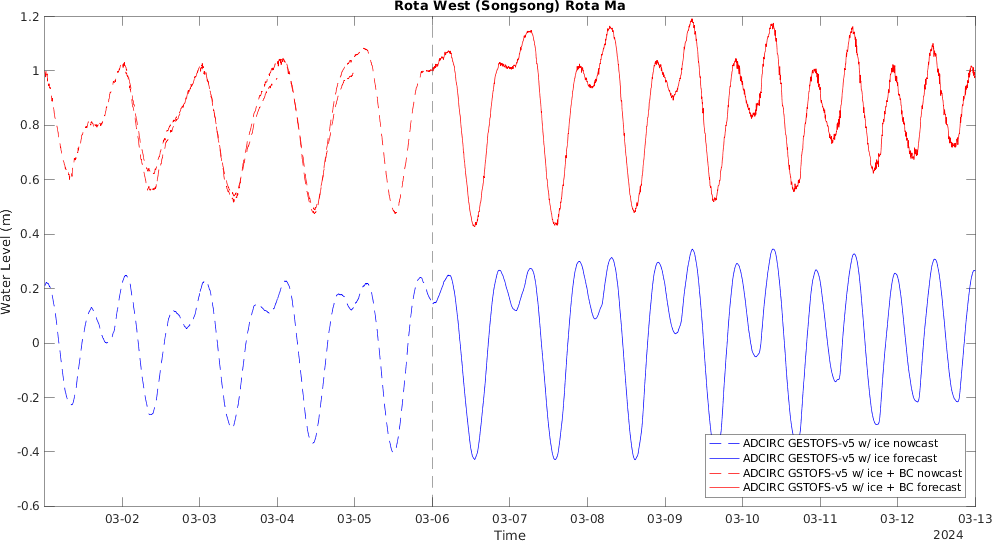 Rota West (Songsong) Rota Ma
1.2
1
0.8
0.6
0.4
0.2
0
-0.2
-0.4
-0.6
Water Level (m)
ADCIRC GESTOFS-v5 w/ ice nowcast
ADCIRC GESTOFS-v5 w/ ice forecast
ADCIRC GSTOFS-v5 w/ ice + BC nowcast
ADCIRC GSTOFS-v5 w/ ice + BC forecast
03-02 03-03 03-04 03-05 03-06 03-07 03-08 03-09 03-10 03-11 03-12 03-13
Time
2024